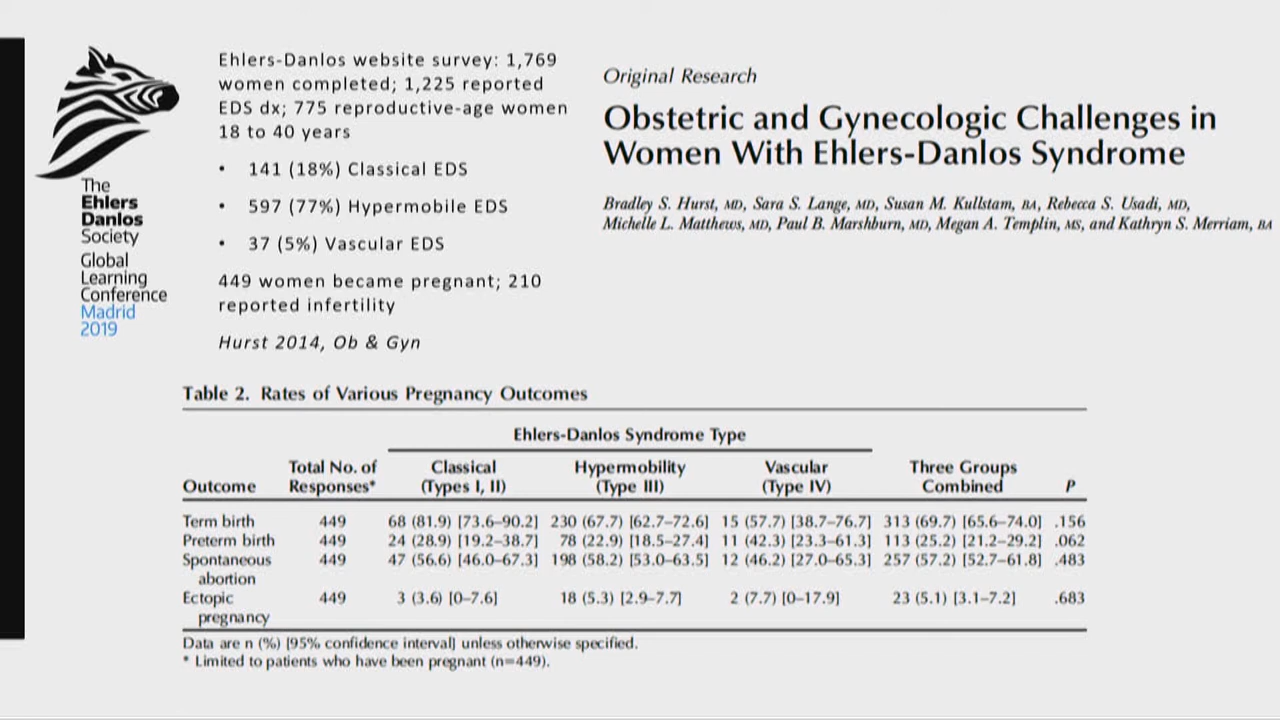 The
Ehlers
Danlos
Society
Global
Learning
Conference
Madrid
2019
Ehlers-Danlos website survey: 1,769
women completed; 1,225 reported
EDS dx; 775 reproductive-age women
18 to 40 years
• 141 (18%) Classical EDS
• 597 (77%) Hypermobile EDS
• 37 (5%) Vascular EDS
449 women became pregnant; 210
reported infertility
Hurst 2014, Ob & Gyn
Original Research
Obstetric and Gynecologic Challenges in
Women With Ehlers-Danlos Syndrome
Bradley S. Hurst, MD, Sara S. Lange, MD, Susan M. Kullstam, BA, Rebecca S. Usadi, MD,
Michelle L. Matthews, MD, Paul B. Marshburn, MD, Megan A. Templin, MS, and Kathryn S. Merriam, BA
Table 2. Rates of Various Pregnancy Outcomes
Ehlers-Danlos Syndrome Type
Total No. of Classical Hypermobility Vascular Three Groups
Outcome Responses* (Types I, II) (Type III) (Type IV) Combined P
Term birth 449 68 (81.9) [73.6–90.2] 230 (67.7) [62.7–72.6] 15 (57.7) [38.7–76.7] 313 (69.7) [65.6–74.0] .156
Preterm birth 449 24 (28.9) [19.2–38.7] 78 (22.9) [18.5–27.4] 11 (42.3) [23.3–61.3] 113 (25.2) [21.2–29.2] .062
Spontaneous 449 47 (56.6) [46.0–67.3] 198 (58.2) [53.0–63.5] 12 (46.2) [27.0–65.3] 257 (57.2) [52.7–61.8] .483
abortion
Ectopic 449 3 (3.6) [0–7.6] 18 (5.3) [2.9–7.7] 2 (7.7) [0–17.9] 23 (5.1) [3.1–7.2] .683
pregnancy
Data are n (%) [95% confidence interval] unless otherwise specified.
* Limited to patients who have been pregnant (n=449).